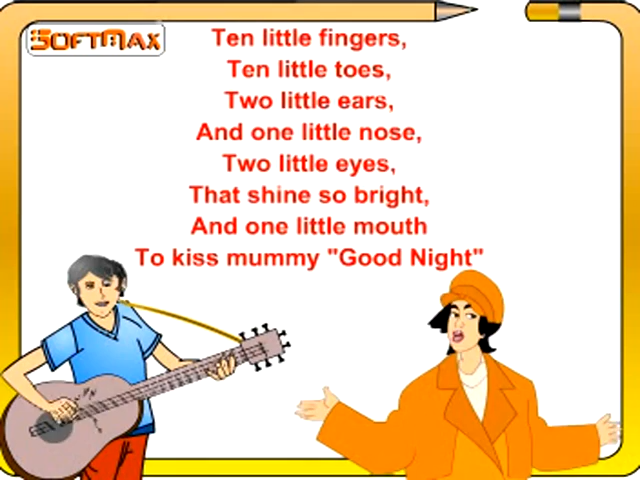 SOFTMAX
Ten little fingers,
Ten little toes,
Two little ears,
And one little nose,
Two little eyes,
That shine so bright,
And one little mouth
To kiss mummy "Good Night"